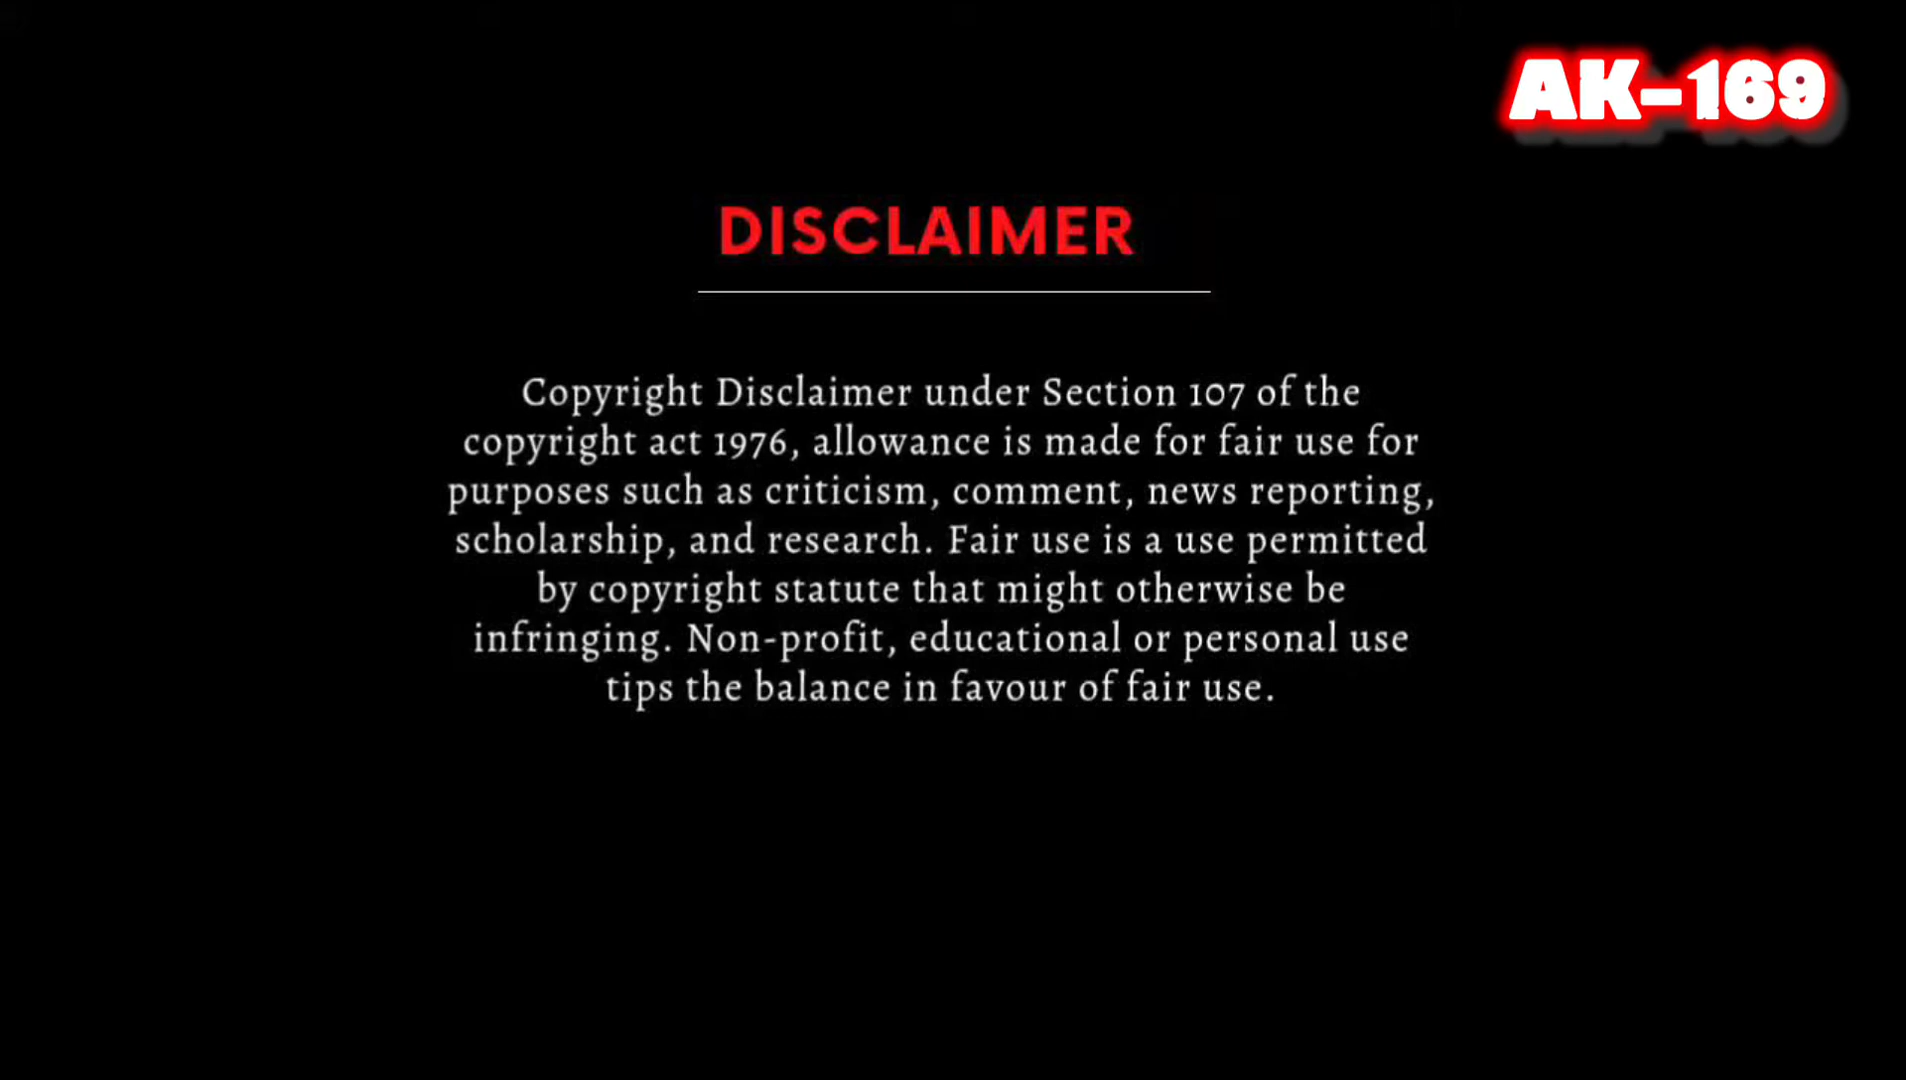 AK-169
DISCLAIMER
Copyright Disclaimer under Section 107 of the
copyright act 1976, allowance is made for fair use for
purposes such as criticism, comment, news reporting,
scholarship, and research. Fair use is a use permitted
by copyright statute that might otherwise be
infringing. Non-profit, educational or personal use
tips the balance in favour of fair use.